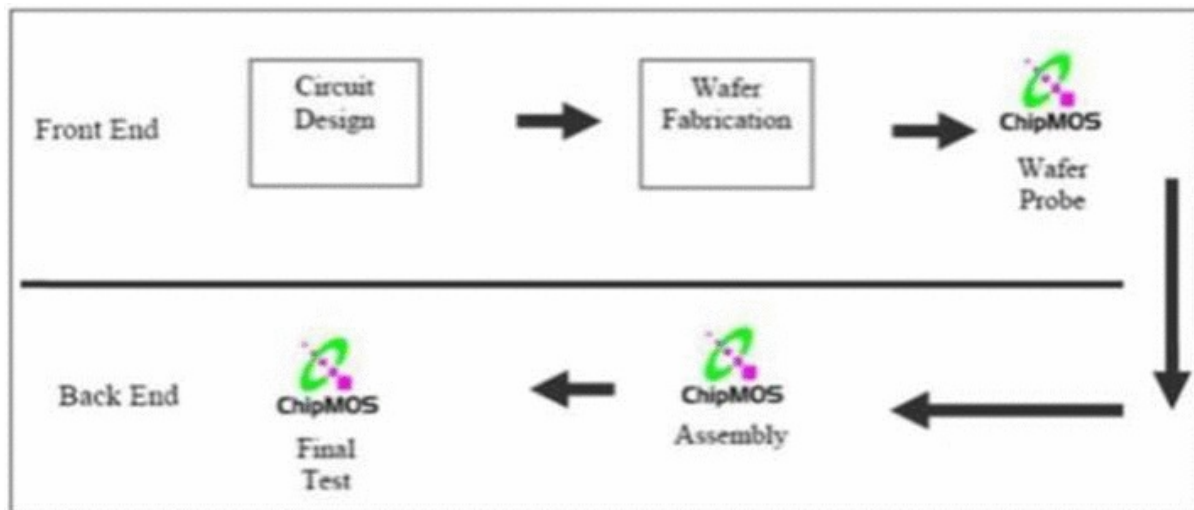 Front End
Circuit
Design
Wafer
Fabrication
ChipMOS
Wafer
Probe
Back End
ChipMOS
Final
Test
ChipMOS
Assembly